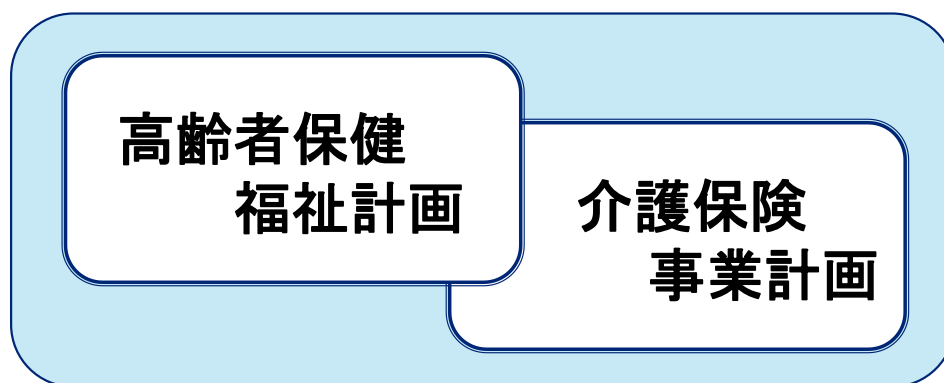 高齢者保健
福祉計画
介護保険
事業計画